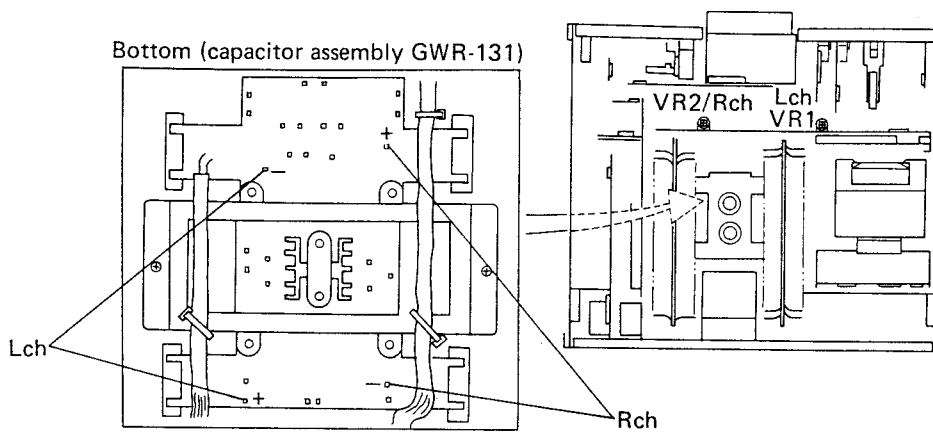 Bottom (capacitor assembly GWR-131)
VR2/Rch
Lch
VR1
+
−
Lch
+
−
Rch